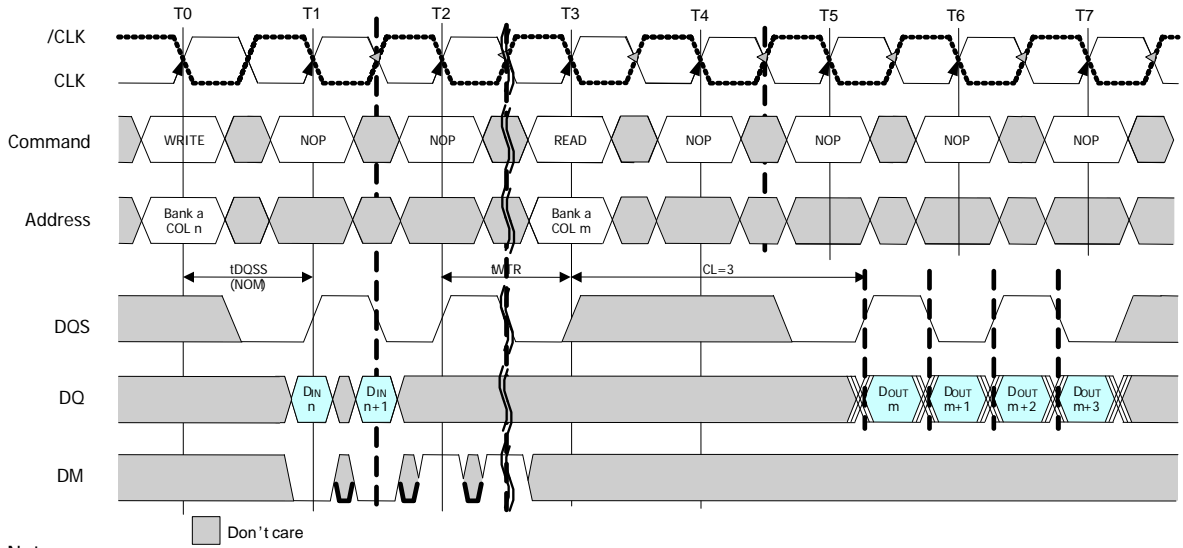 T0 T1 T2 T3 T4 T5 T6 T7
/CLK
CLK
Command WRITE NOP NOP READ NOP NOP NOP NOP
Address Bank a COL n Bank a COL m
tDQSS (NOM) tWTR CL=3
DQS
DQ DIN n DIN n+1 DOUT m DOUT m+1 DOUT m+2 DOUT m+3
DM
Don't care